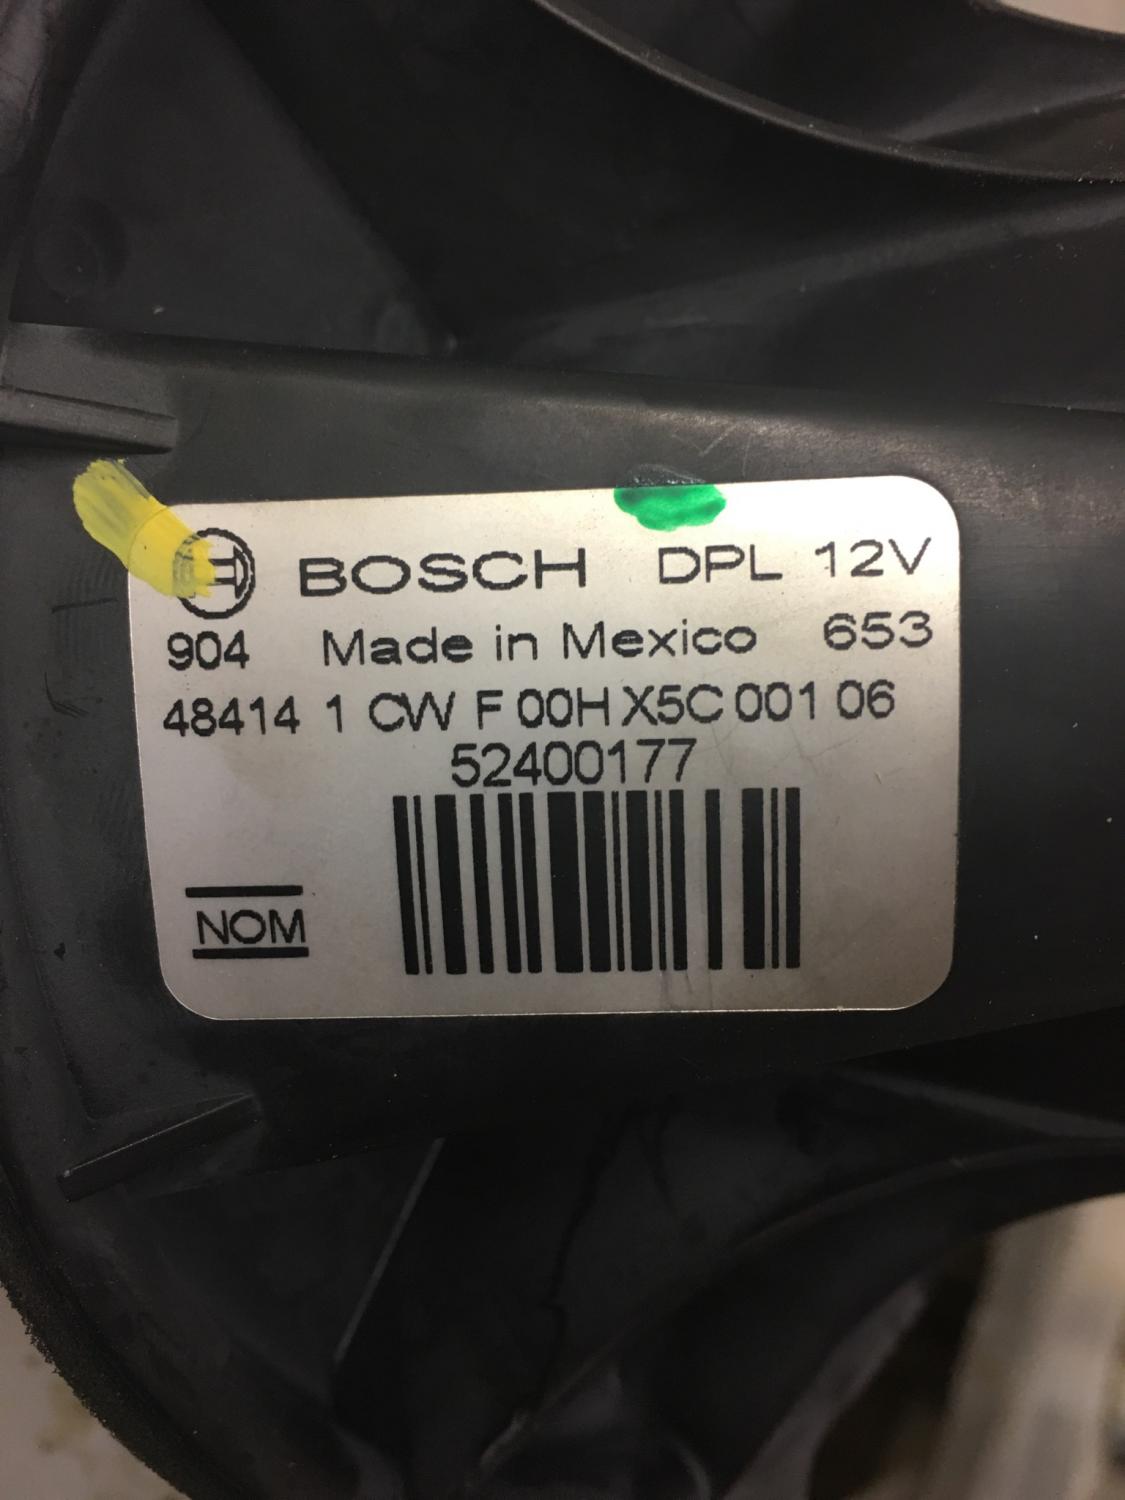 BOSCH DPL 12V
904 Made in Mexico 653
48414 1 CW F 00H X5C 001 06
52400177
NOM